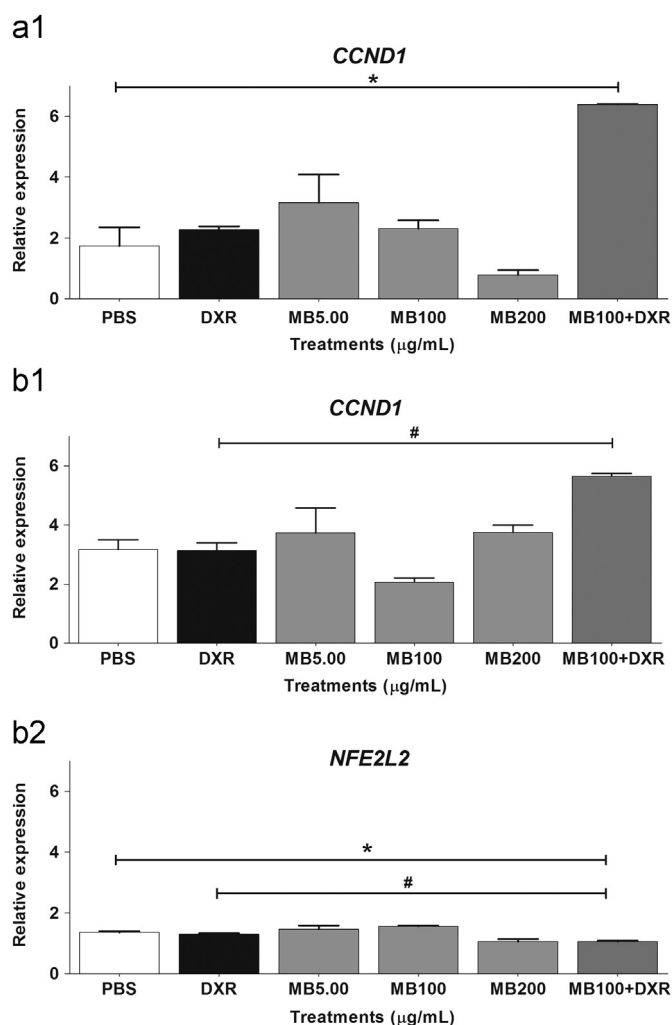 a1
CCND1
*
Relative expression
6
4
2
0
PBS DXR MB5.00 MB100 MB200 MB100+DXR
Treatments (μg/mL)
b1
CCND1
#
Relative expression
6
4
2
0
PBS DXR MB5.00 MB100 MB200 MB100+DXR
Treatments (μg/mL)
b2
NFE2L2
*
#
Relative expression
6
4
2
0
PBS DXR MB5.00 MB100 MB200 MB100+DXR
Treatments (μg/mL)